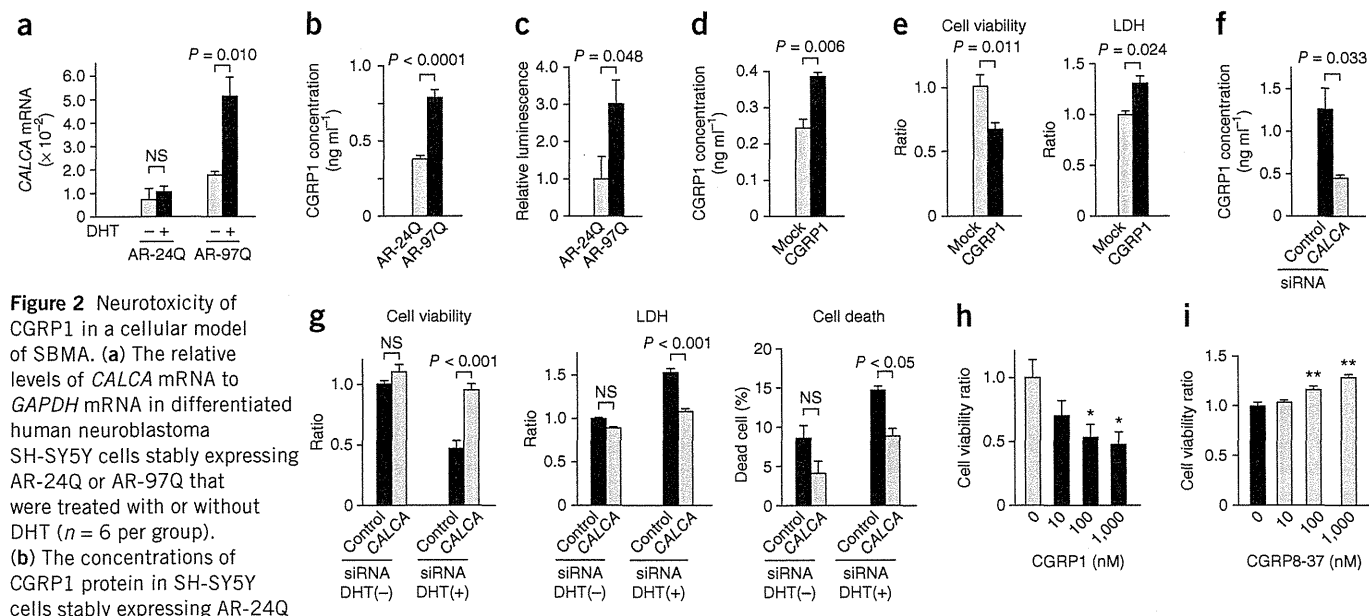 a
P = 0.010
CALCA mRNA
(× 10⁻²)
6.0
5.0
4.0
3.0
2.0
1.0
0
NS
DHT
– + – +
AR-24Q AR-97Q
b
P < 0.0001
CGRP1 concentration
(ng ml⁻¹)
1.0
0.5
0
AR-24Q
AR-97Q
c
P = 0.048
Relative luminescence
4.0
3.0
2.0
1.0
0
AR-24Q
AR-97Q
d
P = 0.006
CGRP1 concentration
(ng ml⁻¹)
0.4
0.3
0.2
0.1
0
Mock
CGRP1
e
Cell viability
P = 0.011
Ratio
1.0
0.5
0
Mock
CGRP1
LDH
P = 0.024
Ratio
1.5
1.0
0.5
0
Mock
CGRP1
f
P = 0.033
CGRP1 concentration
(ng ml⁻¹)
1.5
1.0
0.5
0
Control
CALCA
siRNA
Figure 2 Neurotoxicity of
CGRP1 in a cellular model
of SBMA. (a) The relative
levels of CALCA mRNA to
GAPDH mRNA in differentiated
human neuroblastoma
SH-SY5Y cells stably expressing
AR-24Q or AR-97Q that
were treated with or without
DHT (n = 6 per group).
(b) The concentrations of
CGRP1 protein in SH-SY5Y
cells stably expressing AR-24Q
g
Cell viability
NS
P < 0.001
Ratio
1.0
0.5
0
Control
CALCA
Control
CALCA
siRNA siRNA
DHT(–) DHT(+)
LDH
P < 0.001
NS
Ratio
1.5
1.0
0.5
0
Control
CALCA
Control
CALCA
siRNA siRNA
DHT(–) DHT(+)
Cell death
P < 0.05
NS
Dead cell (%)
20
15
10
5
0
Control
CALCA
Control
CALCA
siRNA siRNA
DHT(–) DHT(+)
h
Cell viability ratio
1.0
0.5
0
* *
0 10 100 1,000
CGRP1 (nM)
i
Cell viability ratio
1.5
1.0
0.5
0
** **
0 10 100 1,000
CGRP8-37 (nM)